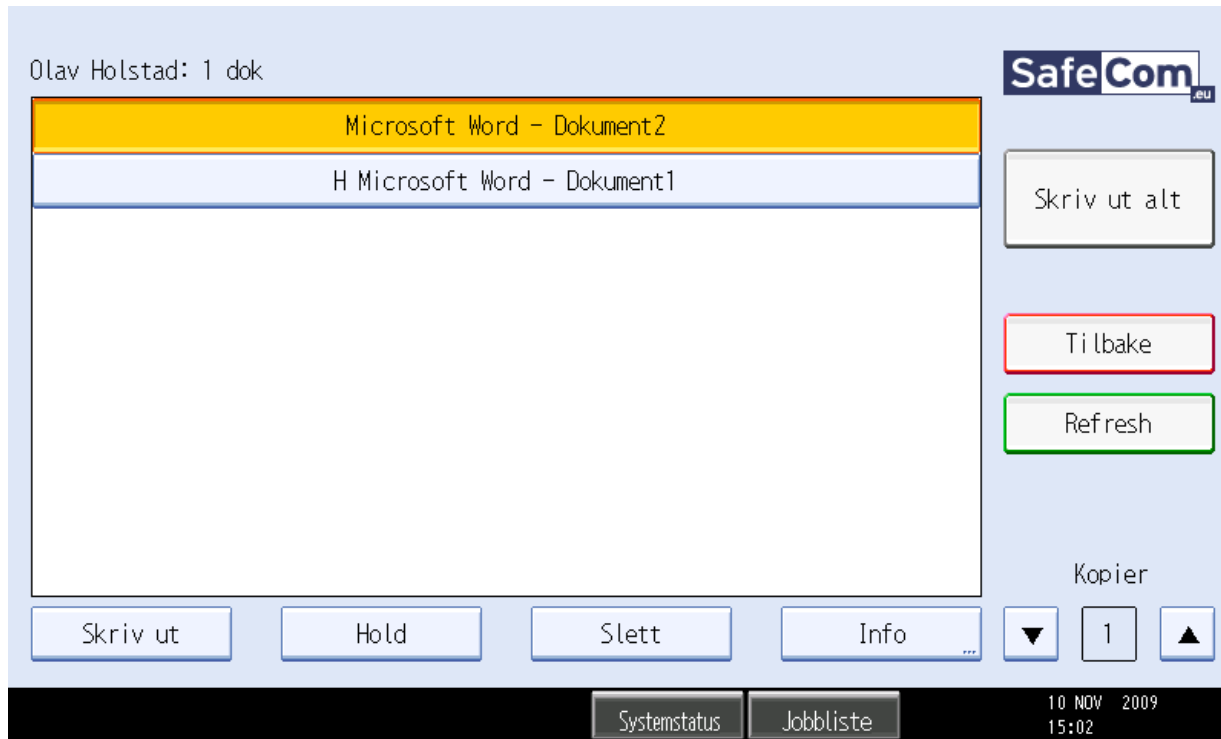 Olav Holstad: 1 dok
SafeCom.eu
Microsoft Word - Dokument2
H Microsoft Word - Dokument1
Skriv ut alt
Tilbake
Refresh
Kopier
Skriv ut
Hold
Slett
Info
...
1
Systemstatus
Jobbliste
10 NOV 2009
15:02